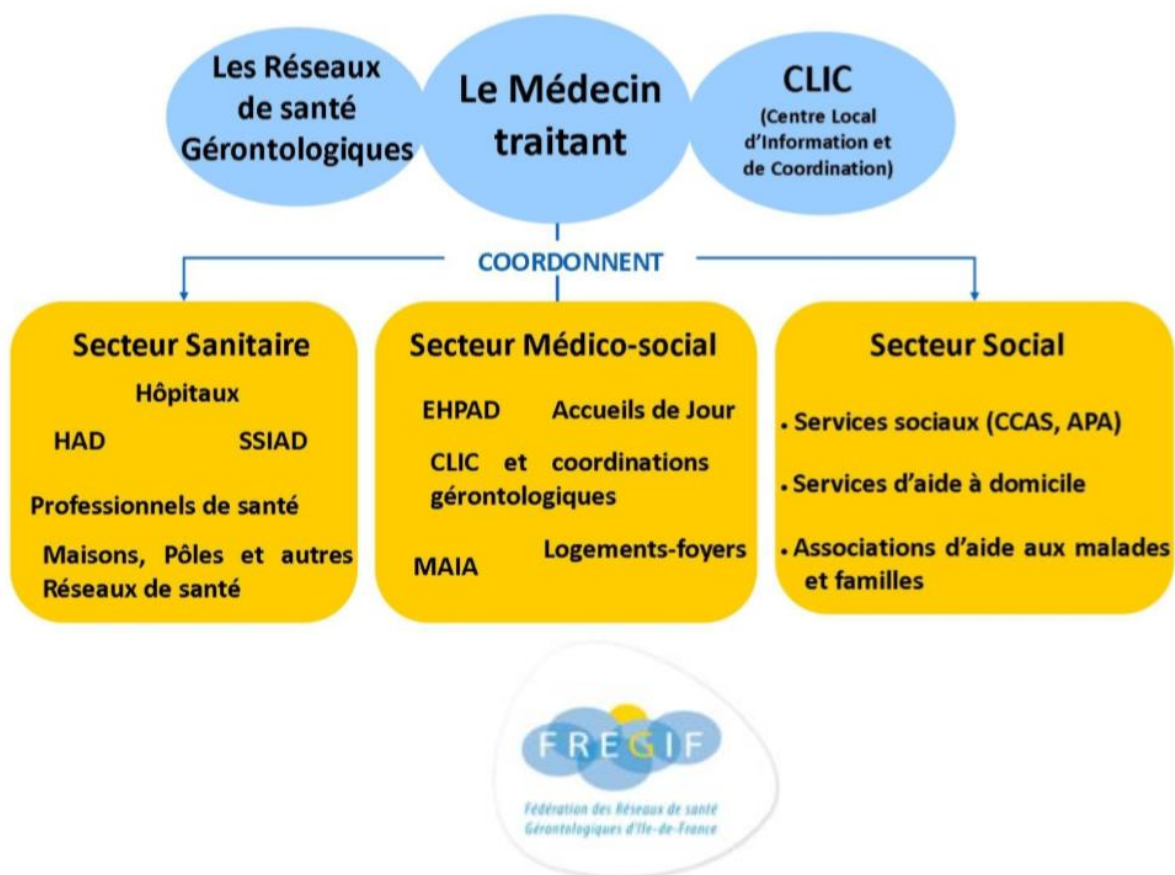 Les Réseaux
de santé
Gérontologiques
Le Médecin
traitant
CLIC
(Centre Local
d'Information et
de Coordination)
COORDONNENT
Secteur Sanitaire
Hôpitaux
HAD SSIAD
Professionnels de santé
Maisons, Pôles et autres
Réseaux de santé
Secteur Médico-social
EHPAD Accueils de Jour
CLIC et coordinations
gérontologiques
Logements-foyers
MAIA
Secteur Social
• Services sociaux (CCAS, APA)
• Services d'aide à domicile
• Associations d'aide aux malades
et familles
FREGIF
Fédération des Réseaux de santé
Gérontologiques d'Ile-de-France